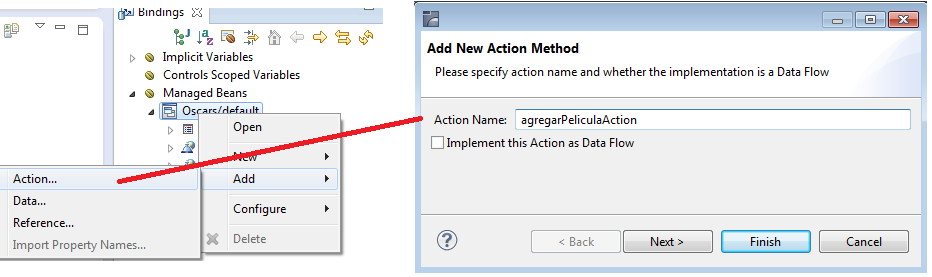 Bindings
Implicit Variables
Controls Scoped Variables
Managed Beans
Oscars/default
Open
New
Add
Configure
Delete
Action...
Data...
Reference...
Import Property Names...
Add New Action Method
Please specify action name and whether the implementation is a Data Flow
Action Name: agregarPeliculaAction
Implement this Action as Data Flow
< Back Next > Finish Cancel